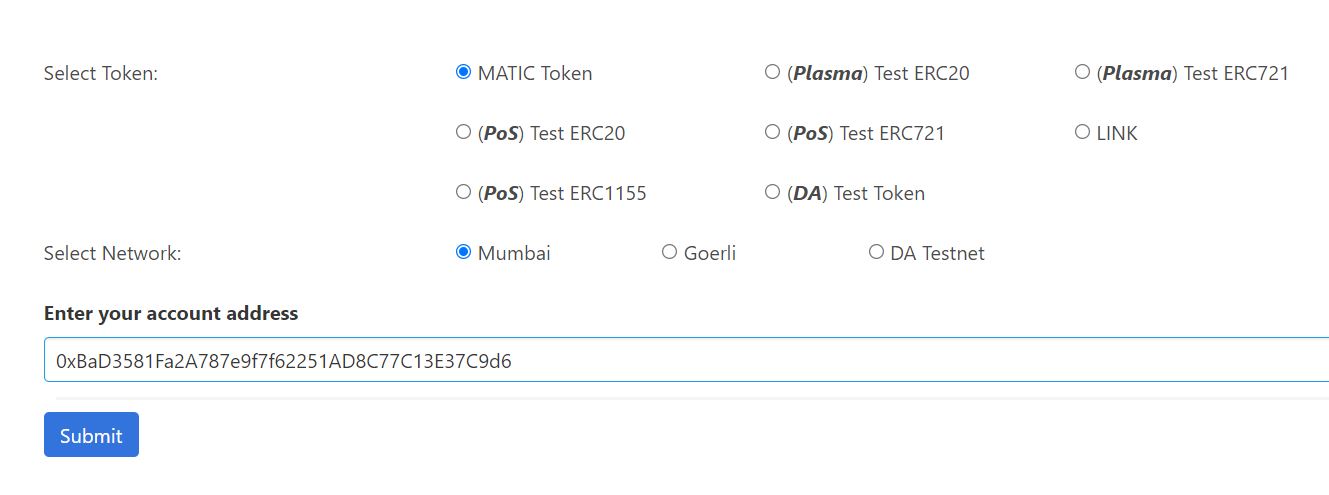 Select Token: MATIC Token (Plasma) Test ERC20 (Plasma) Test ERC721
(PoS) Test ERC20 (PoS) Test ERC721 LINK
(PoS) Test ERC1155 (DA) Test Token
Select Network: Mumbai Goerli DA Testnet
Enter your account address
0xBaD3581Fa2A787e9f7f62251AD8C77C13E37C9d6
Submit